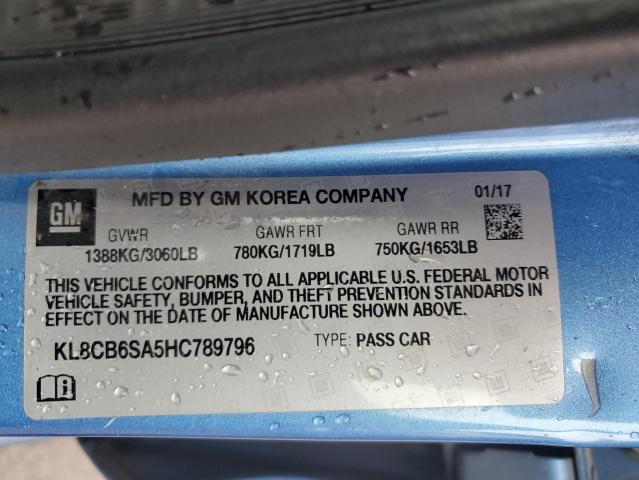 GM
MFD BY GM KOREA COMPANY
01/17
GVWR
GAWR FRT
GAWR RR
1388KG/3060LB
780KG/1719LB
750KG/1653LB
THIS VEHICLE CONFORMS TO ALL APPLICABLE U.S. FEDERAL MOTOR
VEHICLE SAFETY, BUMPER, AND THEFT PREVENTION STANDARDS IN
EFFECT ON THE DATE OF MANUFACTURE SHOWN ABOVE.
KL8CB6SA5HC789796
TYPE: PASS CAR